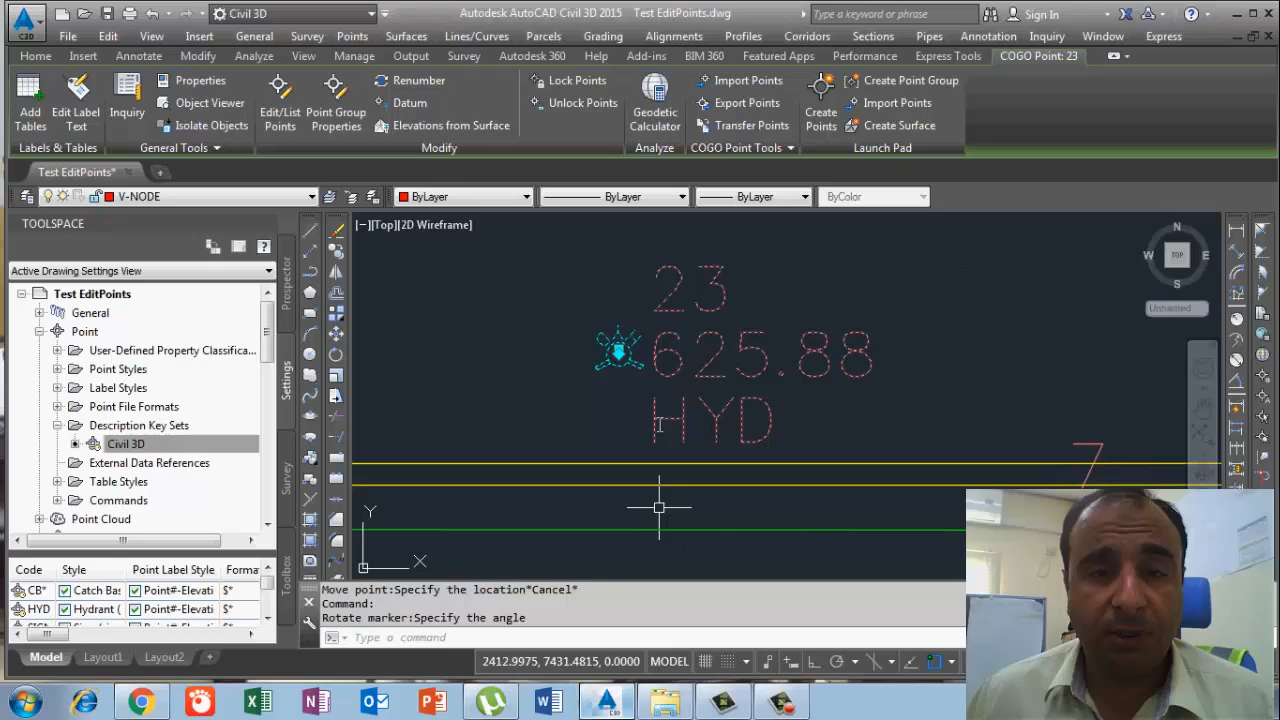 Civil 3D
Autodesk AutoCAD Civil 3D 2015 Test EditPoints.dwg
Type a keyword or phrase
Sign In
C3D
File Edit View Insert General Survey Points Surfaces Lines/Curves Parcels Grading Alignments Profiles Corridors Sections Pipes Annotation Inquiry Window Express
Home Insert Annotate Modify Analyze View Manage Output Survey Autodesk 360 Help Add-ins BIM 360 Featured Apps Performance Express Tools COGO Point: 23
Add Tables
Edit Label Text
Labels & Tables
Inquiry
Properties
Object Viewer
Isolate Objects
General Tools
Edit/List Points
Point Group Properties
Renumber
Datum
Elevations from Surface
Modify
Lock Points
Unlock Points
Geodetic Calculator
Analyze
Import Points
Export Points
Transfer Points
COGO Point Tools
Create Points
Create Point Group
Import Points
Create Surface
Launch Pad
Test EditPoints*
V-NODE
ByLayer
ByLayer
ByLayer
ByColor
TOOLSPACE
Active Drawing Settings View
Test EditPoints
General
Point
User-Defined Property Classifica...
Point Styles
Label Styles
Point File Formats
Description Key Sets
Civil 3D
External Data References
Table Styles
Commands
Point Cloud
Code Style Point Label Style Forma
CB* Catch Bas Point#-Elevati $*
HYD Hydrant ( Point#-Elevati $*
Prospector
Settings
Survey
Toolbox
[−][Top][2D Wireframe]
23
625.88
HYD
7
N
W TOP E
S
Unnamed
Y
X
Move point:Specify the location*Cancel*
Command:
Rotate marker:Specify the angle
Type a command
Model Layout1 Layout2
2412.9975, 7431.4815, 0.0000 MODEL